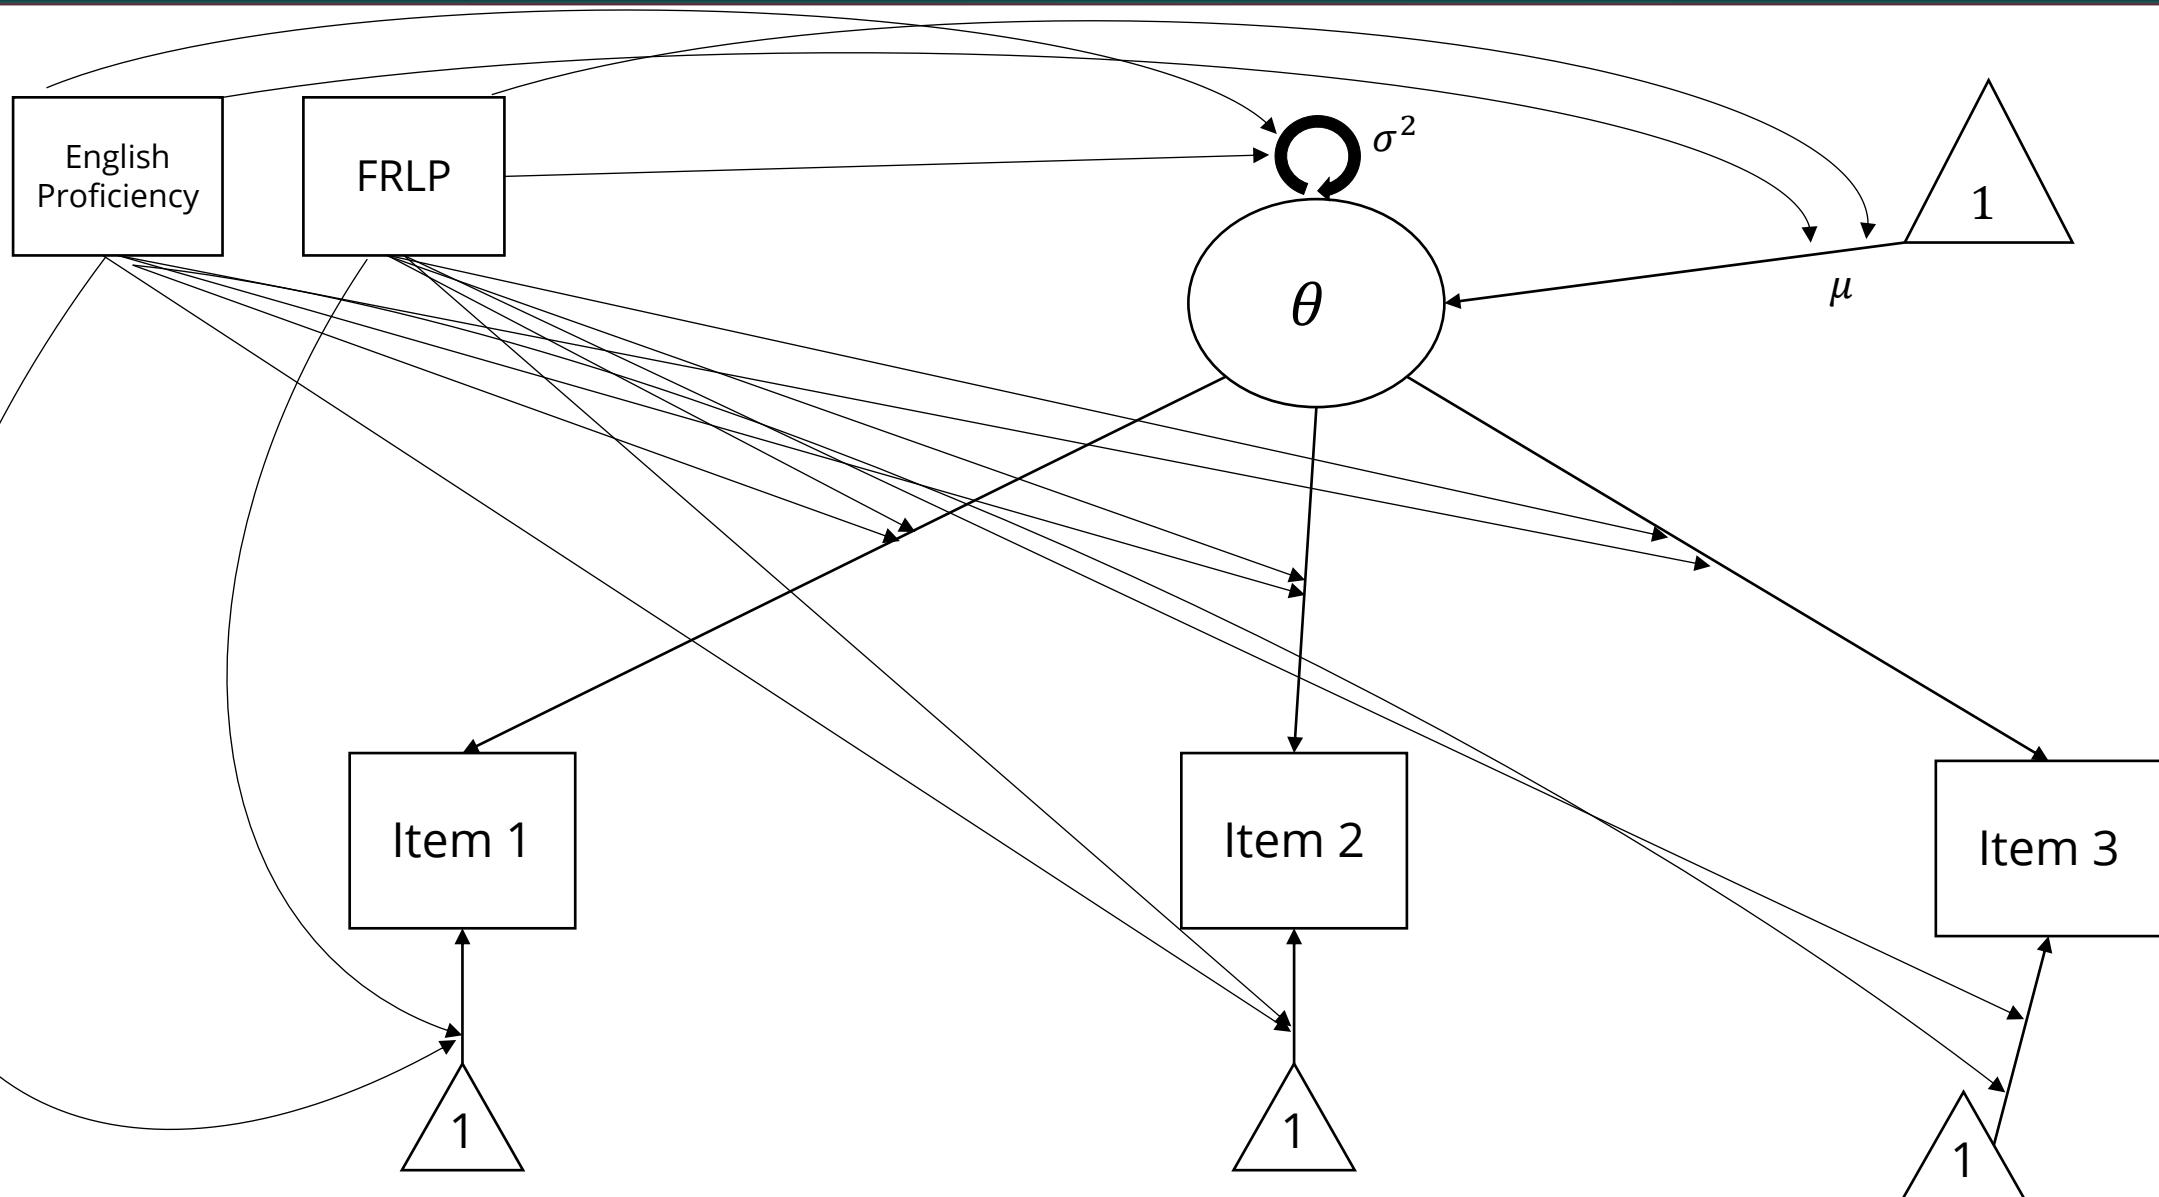 English
Proficiency
FRLP
σ²
1
θ
μ
Item 1
Item 2
Item 3
1
1
1